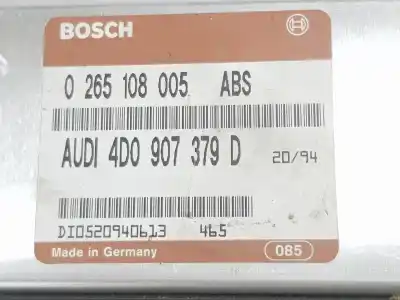 BOSCH
0 265 108 005 ABS
AUDI 4D0 907 379 D 20/94
DI0520940613 465
Made in Germany 085